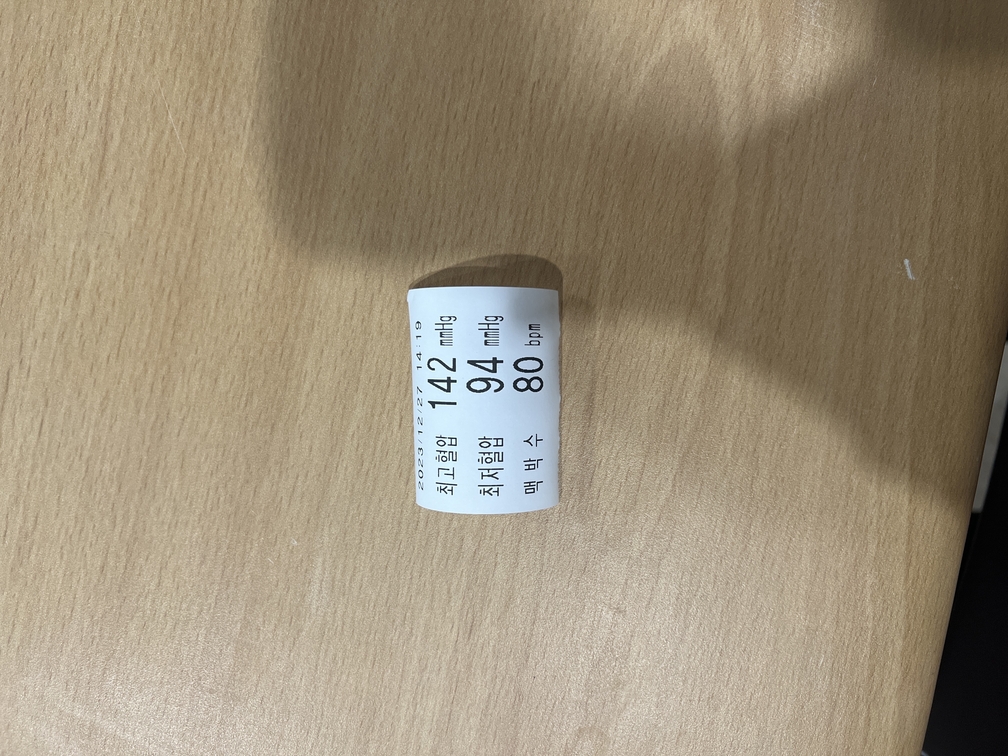 2023/12/27 14:19
최고혈압 142 mmHg
최저혈압 94 mmHg
맥 박 수 80 bpm